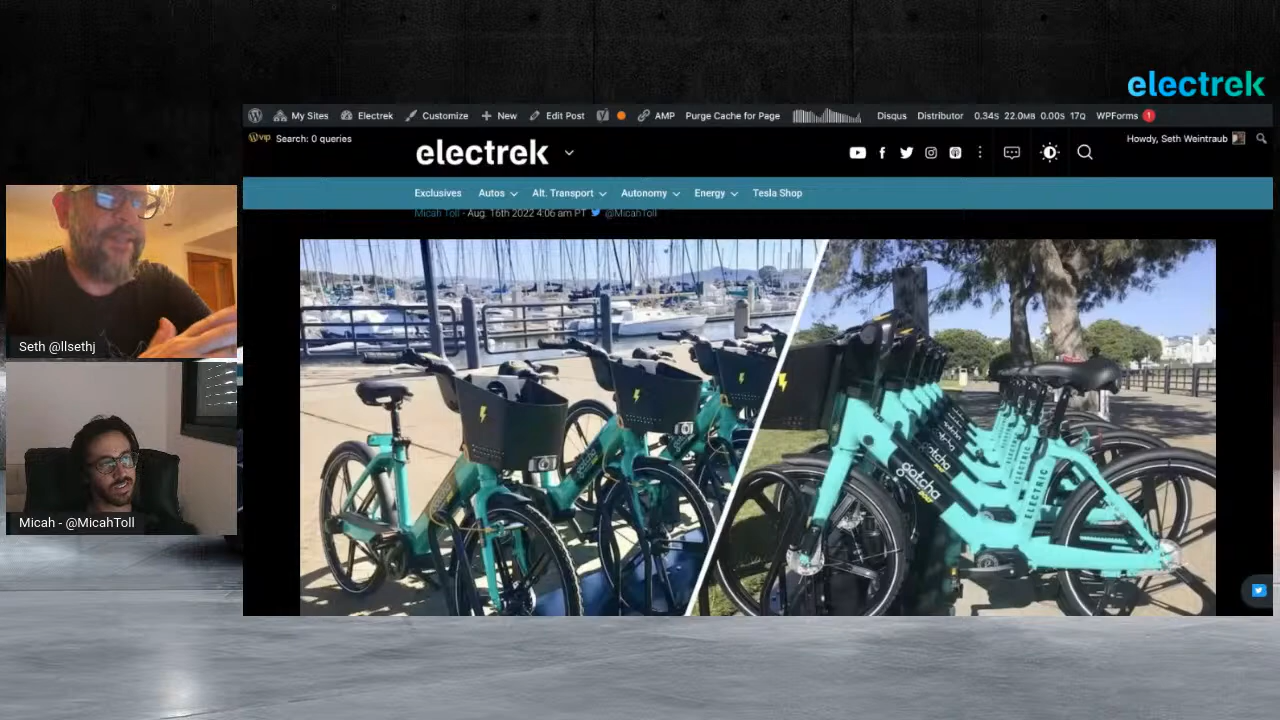 electrek
My Sites Electrek Customize New Edit Post AMP Purge Cache for Page Disqus Distributor 0.34s 22.0MB 0.00s 17Q WPForms 1
vip Search: 0 queries
Howdy, Seth Weintraub
electrek
Exclusives Autos Alt. Transport Autonomy Energy Tesla Shop
Micah Toll - Aug. 16th 2022 4:06 am PT @MicahToll
Seth @llsethj
Micah - @MicahToll
gotcha
ELECTRIC